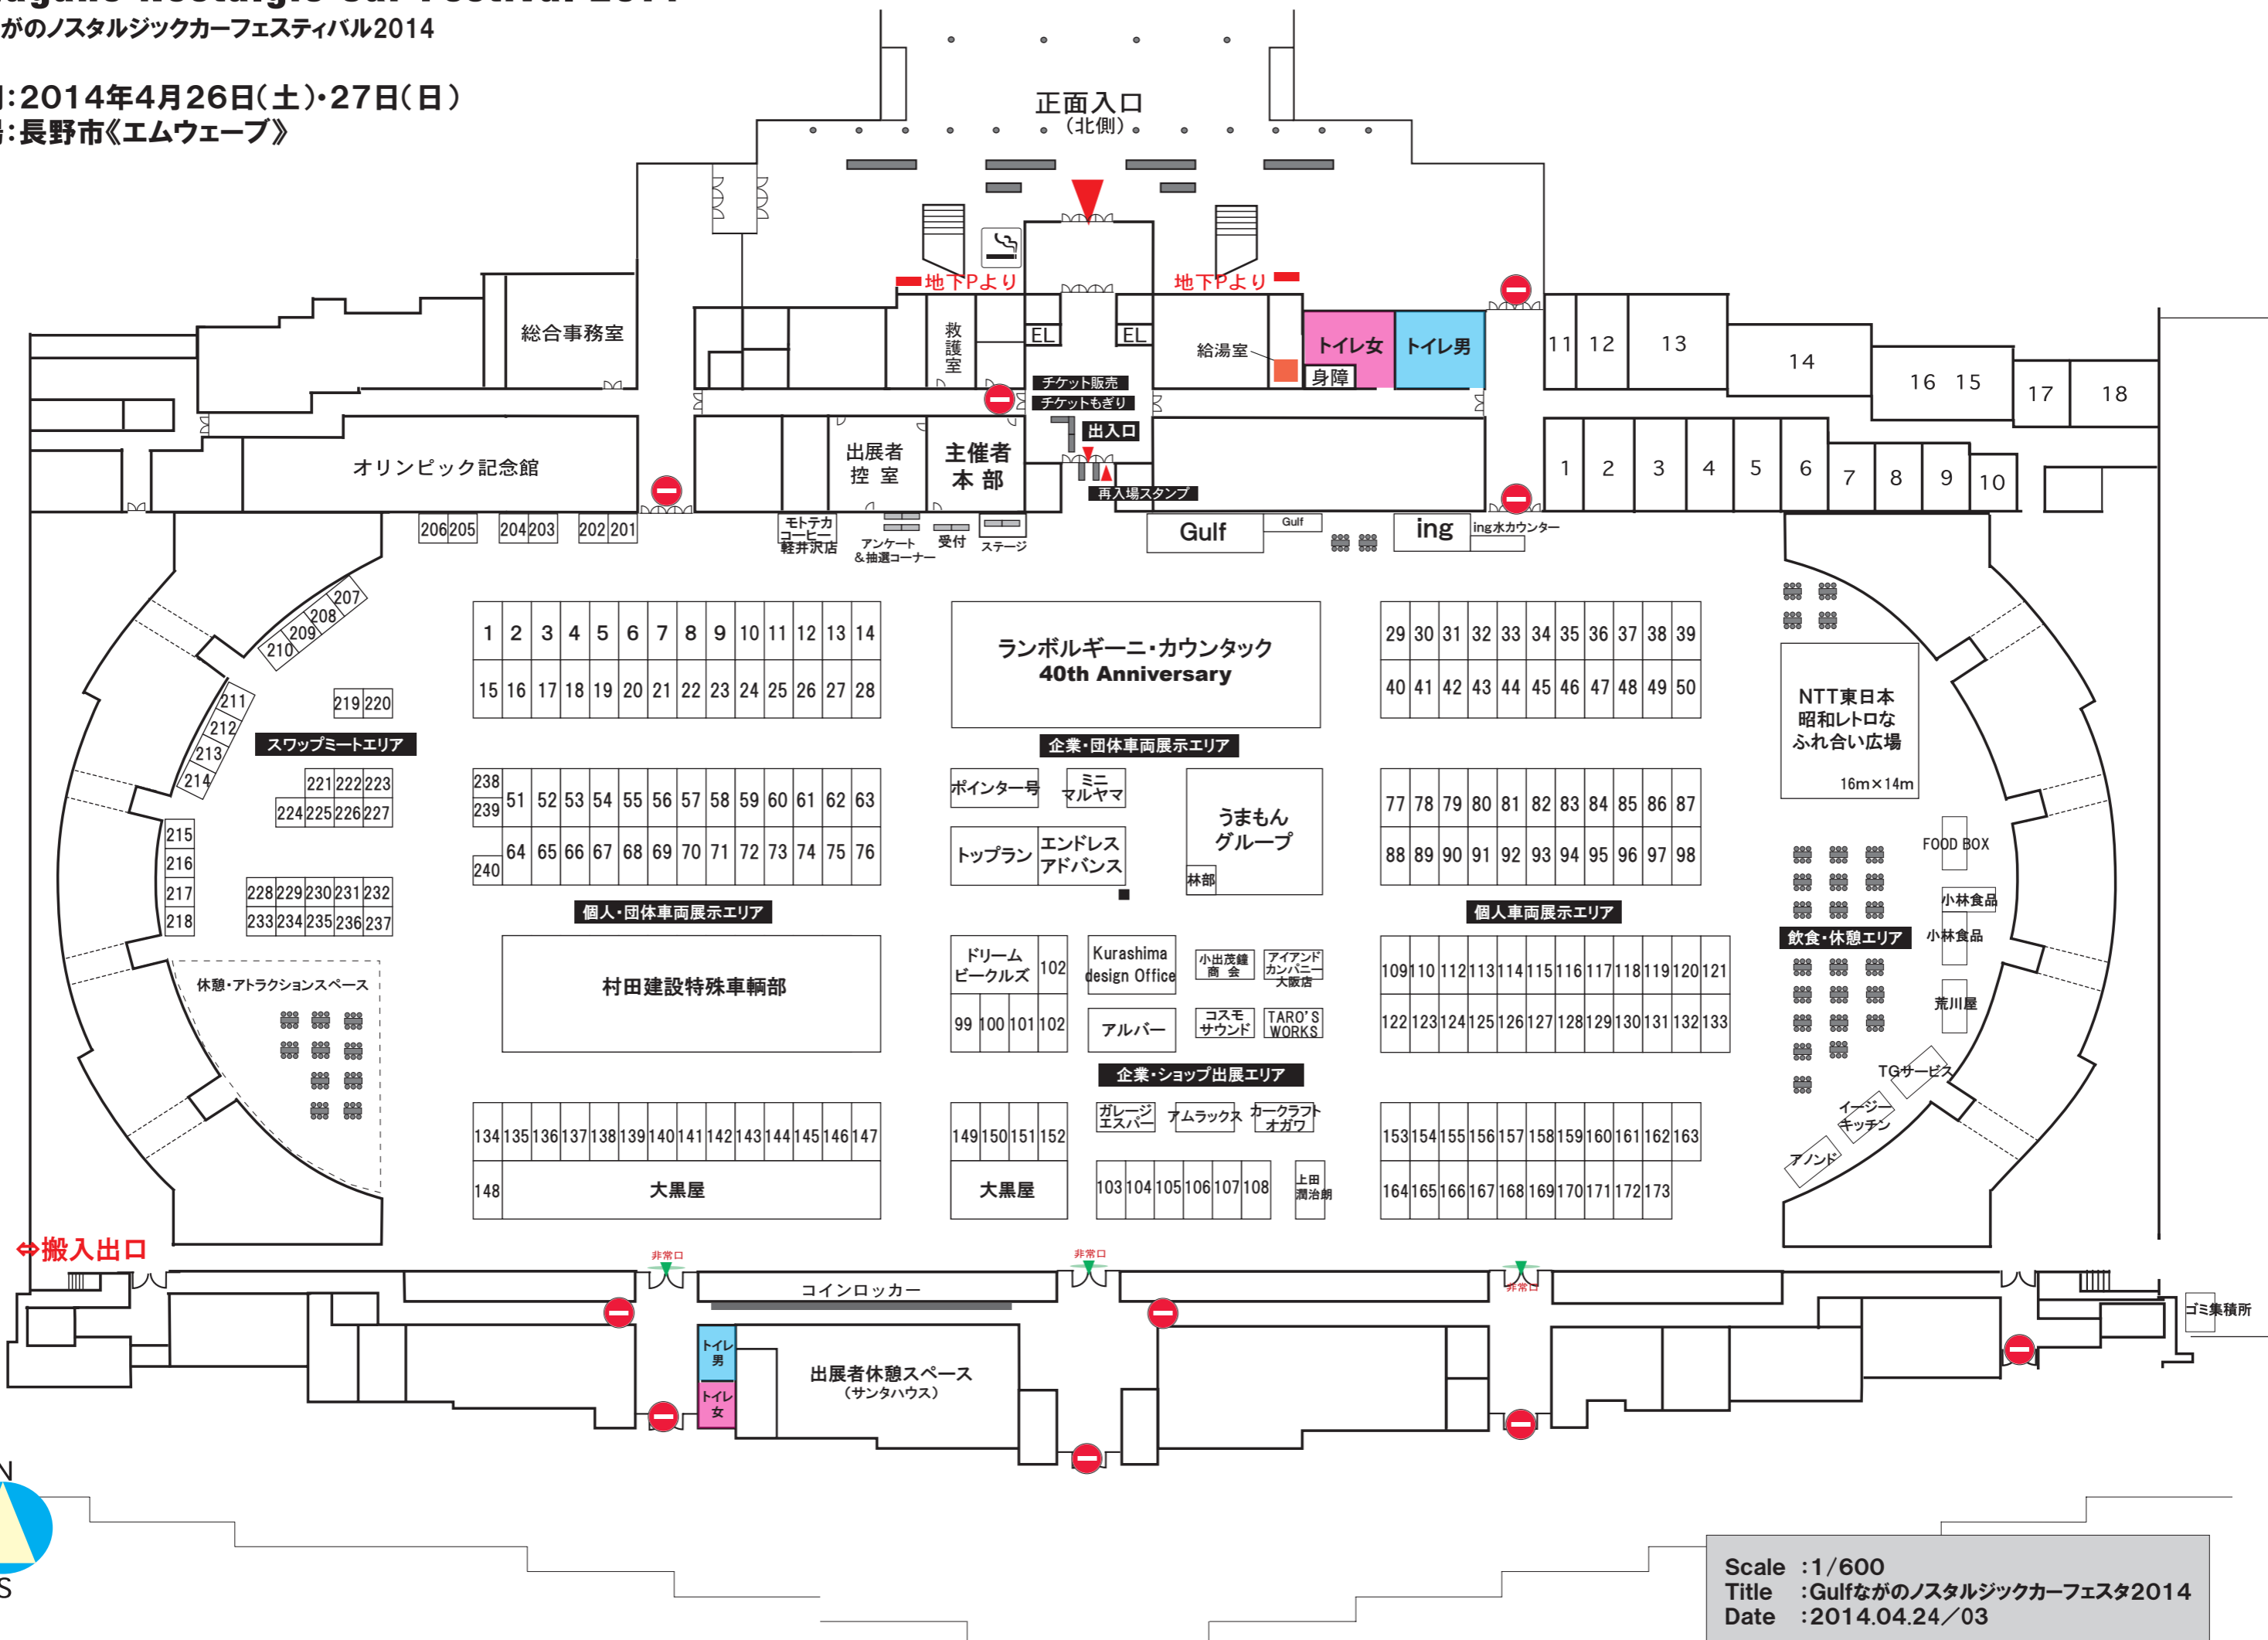 がのノスタルジックカーフェスティバル2014
:2014年4月26日(土)・27日(日)
:長野市《エムウェーブ》
正面入口
(北側)
地下Pより
地下Pより
総合事務室
救護室
EL
EL
給湯室
トイレ女
トイレ男
身障
チケット販売
チケットもぎり
出入口
再入場スタンプ
11 12 13 14 16 15 17 18
オリンピック記念館
出展者
控 室
主催者
本 部
1 2 3 4 5 6 7 8 9 10
206 205 204 203 202 201
モトテカ
コーヒー
軽井沢店
アンケート
&抽選コーナー
受付
ステージ
Gulf
Gulf
ing
ing水カウンター
207
208
209
210
211
212
213
214
215
216
217
218
219 220
スワップミートエリア
221 222 223
224 225 226 227
228 229 230 231 232
233 234 235 236 237
休憩・アトラクションスペース
1 2 3 4 5 6 7 8 9 10 11 12 13 14
15 16 17 18 19 20 21 22 23 24 25 26 27 28
238
239
240
51 52 53 54 55 56 57 58 59 60 61 62 63
64 65 66 67 68 69 70 71 72 73 74 75 76
個人・団体車両展示エリア
村田建設特殊車輌部
134 135 136 137 138 139 140 141 142 143 144 145 146 147
148
大黒屋
ランボルギーニ・カウンタック
40th Anniversary
企業・団体車両展示エリア
ポインター号
ミニ
マルヤマ
トップラン
エンドレス
アドバンス
うまもん
グループ
林部
ドリーム
ビークルズ
102
99 100 101 102
Kurashima
design Office
小出茂鐘
商 会
アイアンド
カンパニー
大阪店
アルバー
コスモ
サウンド
TARO'S
WORKS
企業・ショップ出展エリア
149 150 151 152
大黒屋
ガレージ
エスパー
アムラックス
カークラフト
オガワ
103 104 105 106 107 108
上田
潤治朗
29 30 31 32 33 34 35 36 37 38 39
40 41 42 43 44 45 46 47 48 49 50
77 78 79 80 81 82 83 84 85 86 87
88 89 90 91 92 93 94 95 96 97 98
個人車両展示エリア
109 110 112 113 114 115 116 117 118 119 120 121
122 123 124 125 126 127 128 129 130 131 132 133
153 154 155 156 157 158 159 160 161 162 163
164 165 166 167 168 169 170 171 172 173
NTT東日本
昭和レトロな
ふれ合い広場
16m×14m
FOOD BOX
小林食品
小林食品
飲食・休憩エリア
荒川屋
TGサービス
イージー
キッチン
アノンド
⇔搬入出口
非常口
非常口
非常口
コインロッカー
トイレ
男
トイレ
女
出展者休憩スペース
(サンタハウス)
ゴミ集積所
N
S
Scale :1/600
Title :Gulfながのノスタルジックカーフェスタ2014
Date :2014.04.24/03